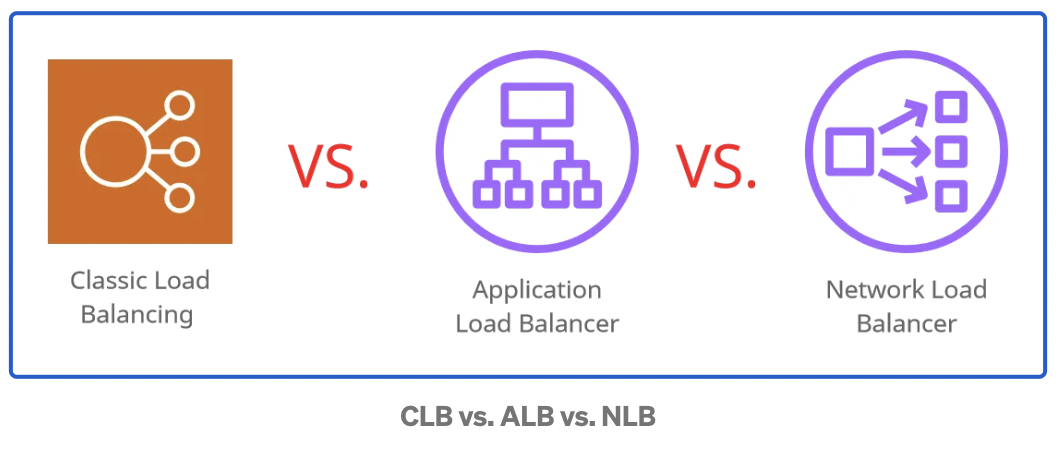 VS.
VS.
Classic Load
Balancing
Application
Load Balancer
Network Load
Balancer
CLB vs. ALB vs. NLB